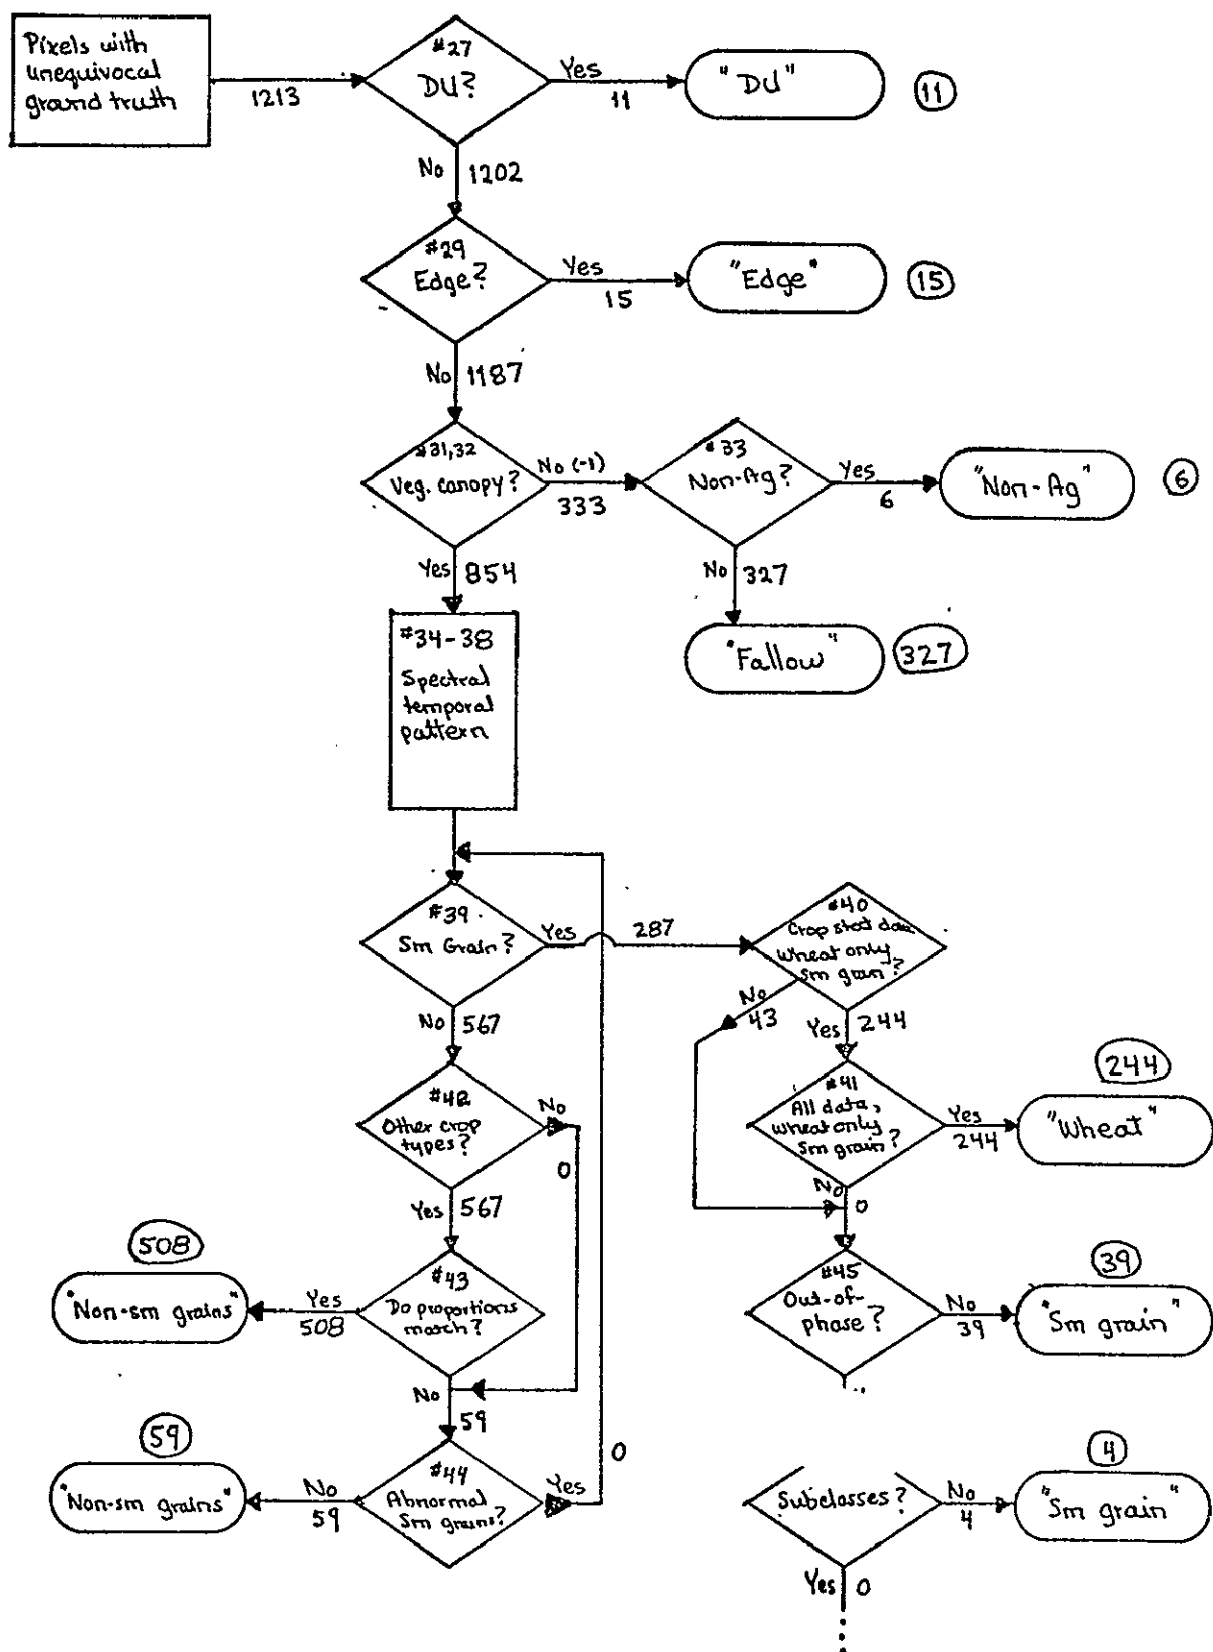 Pixels with
unequivocal
ground truth
1213
#27
DU?
Yes
11
"DU"
11
No 1202
#29
Edge?
Yes
15
"Edge"
15
No 1187
#31,32
Veg. canopy?
No (-1)
333
#33
Non-Ag?
Yes
6
"Non-Ag"
6
Yes 854
No 327
"Fallow"
327
#34-38
Spectral
temporal
pattern
#39
Sm Grain?
Yes 287
#40
Crop stat data
Wheat only
Sm grain?
No
43
Yes 244
No 567
#41
All data,
wheat only
Sm grain?
Yes
244
"Wheat"
244
No
0
#42
Other crop
types?
No
0
Yes 567
#43
Do proportions
match?
Yes
508
"Non-sm grains"
508
No
59
#45
Out-of-
phase?
No
39
"Sm grain"
39
#44
Abnormal
Sm grains?
Yes
0
No
59
"Non-sm grains"
59
Subclasses?
No
4
"Sm grain"
4
Yes 0